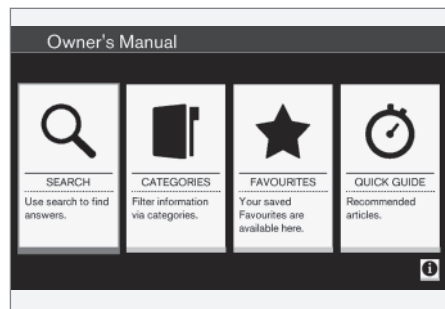 Owner's Manual
SEARCH
Use search to find
answers.
CATEGORIES
Filter information
via categories.
FAVOURITES
Your saved
Favourites are
available here.
QUICK GUIDE
Recommended
articles.
i